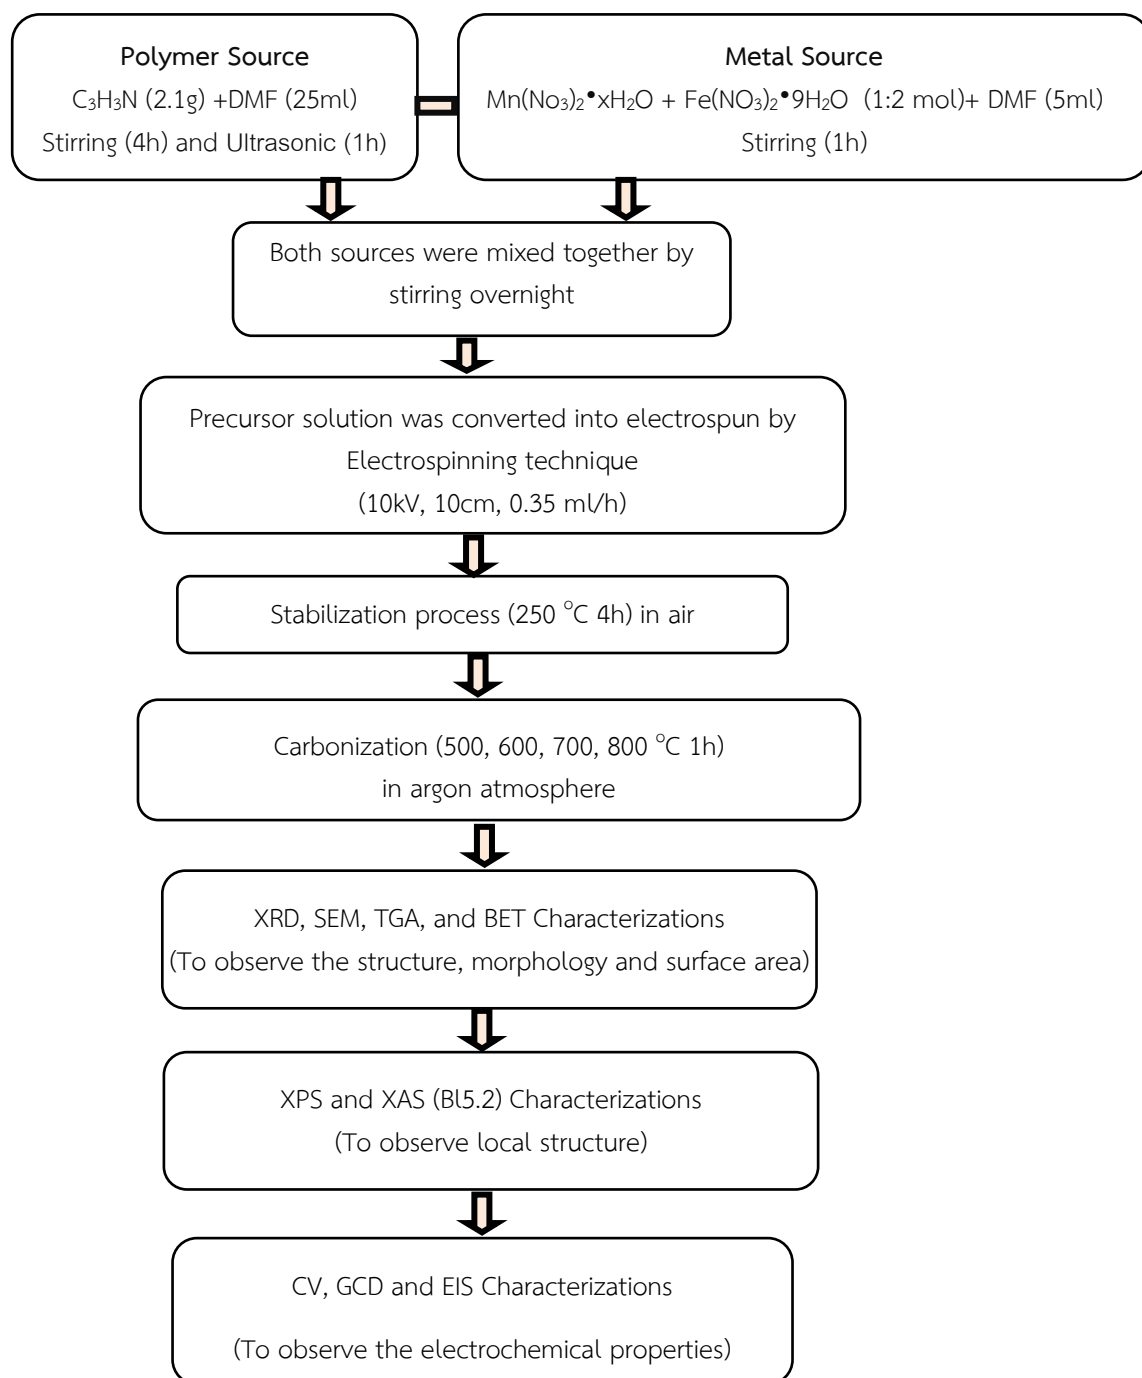 Polymer Source
C₃H₃N (2.1g) +DMF (25ml)
Stirring (4h) and Ultrasonic (1h)
Metal Source
Mn(No₃)₂•xH₂O + Fe(NO₃)₂•9H₂O (1:2 mol)+ DMF (5ml)
Stirring (1h)
Both sources were mixed together by
stirring overnight
Precursor solution was converted into electrospun by
Electrospinning technique
(10kV, 10cm, 0.35 ml/h)
Stabilization process (250 °C 4h) in air
Carbonization (500, 600, 700, 800 °C 1h)
in argon atmosphere
XRD, SEM, TGA, and BET Characterizations
(To observe the structure, morphology and surface area)
XPS and XAS (Bl5.2) Characterizations
(To observe local structure)
CV, GCD and EIS Characterizations
(To observe the electrochemical properties)